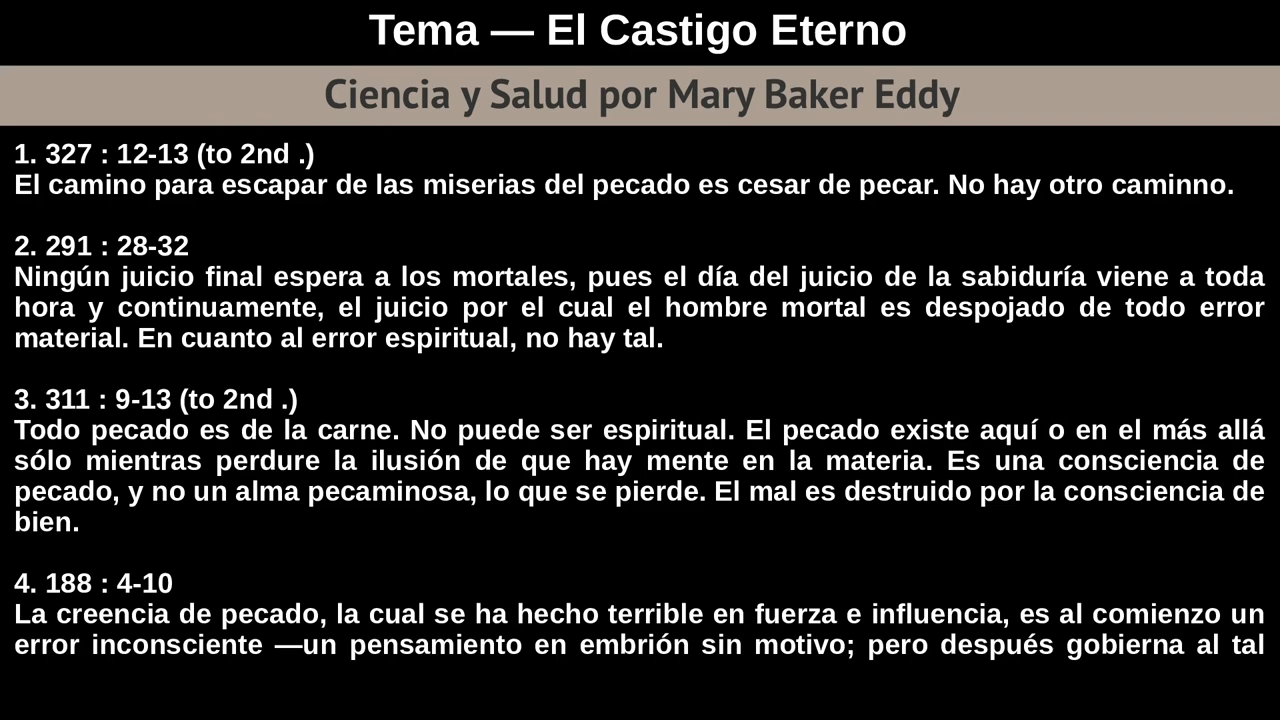 Tema — El Castigo Eterno
Ciencia y Salud por Mary Baker Eddy
1. 327 : 12-13 (to 2nd .)
El camino para escapar de las miserias del pecado es cesar de pecar. No hay otro caminno.
2. 291 : 28-32
Ningún juicio final espera a los mortales, pues el día del juicio de la sabiduría viene a toda
hora y continuamente, el juicio por el cual el hombre mortal es despojado de todo error
material. En cuanto al error espiritual, no hay tal.
3. 311 : 9-13 (to 2nd .)
Todo pecado es de la carne. No puede ser espiritual. El pecado existe aquí o en el más allá
sólo mientras perdure la ilusión de que hay mente en la materia. Es una consciencia de
pecado, y no un alma pecaminosa, lo que se pierde. El mal es destruido por la consciencia de
bien.
4. 188 : 4-10
La creencia de pecado, la cual se ha hecho terrible en fuerza e influencia, es al comienzo un
error inconsciente —un pensamiento en embrión sin motivo; pero después gobierna al tal